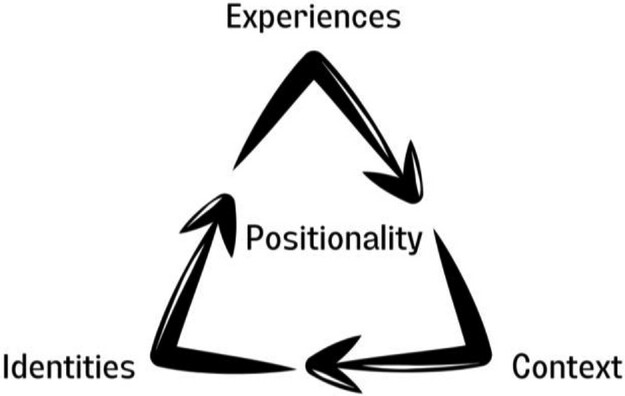 Experiences
Positionality
Identities
Context